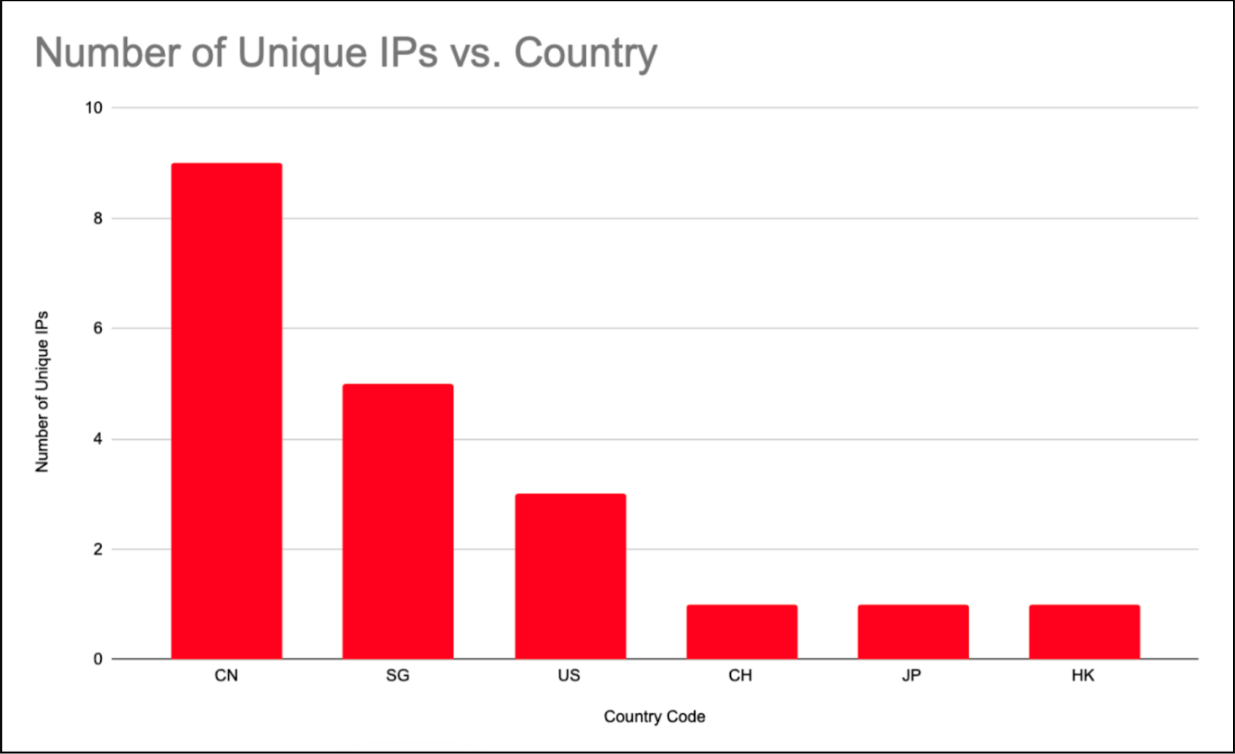 Number of Unique IPs vs. Country
10
8
6
4
2
0
Number of Unique IPs
CN SG US CH JP HK
Country Code